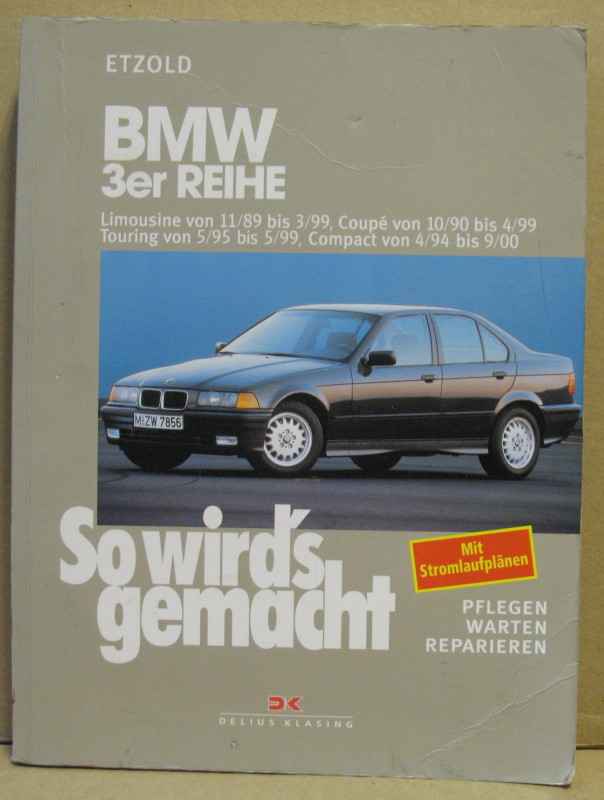 ETZOLD
BMW
3er REIHE
Limousine von 11/89 bis 3/99, Coupé von 10/90 bis 4/99
Touring von 5/95 bis 5/99, Compact von 4/94 bis 9/00
M·ZW 7856
So wird's
gemacht
Mit
Stromlaufplänen
PFLEGEN
WARTEN
REPARIEREN
DK
DELIUS KLASING